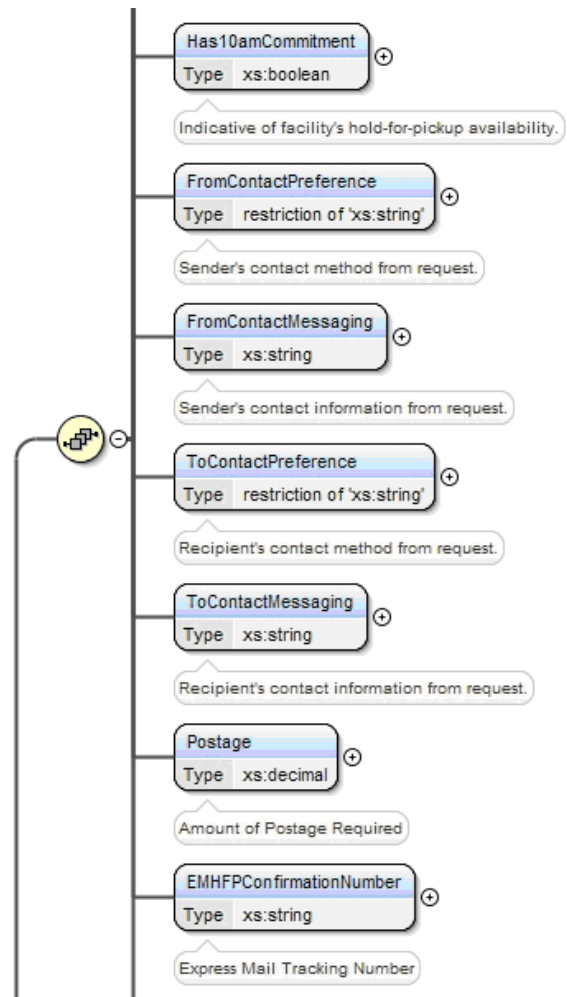 Has10amCommitment
Type xs:boolean
Indicative of facility's hold-for-pickup availability.
FromContactPreference
Type restriction of 'xs:string'
Sender's contact method from request.
FromContactMessaging
Type xs:string
Sender's contact information from request.
ToContactPreference
Type restriction of 'xs:string'
Recipient's contact method from request.
ToContactMessaging
Type xs:string
Recipient's contact information from request.
Postage
Type xs:decimal
Amount of Postage Required
EMHFPConfirmationNumber
Type xs:string
Express Mail Tracking Number